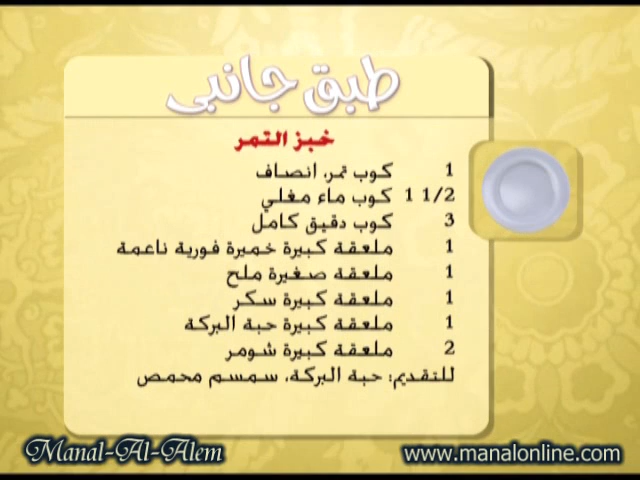 طبق جانبي
خبز التمر
1 كوب تمر، انصاف
1 1/2 كوب ماء مغلي
3 كوب دقيق كامل
1 ملعقة كبيرة خميرة فورية ناعمة
1 ملعقة صغيرة ملح
1 ملعقة كبيرة سكر
1 ملعقة كبيرة حبة البركة
2 ملعقة كبيرة شومر
للتقديم: حبة البركة، سمسم محمص
Manal-Al-Alem
www.manalonline.com